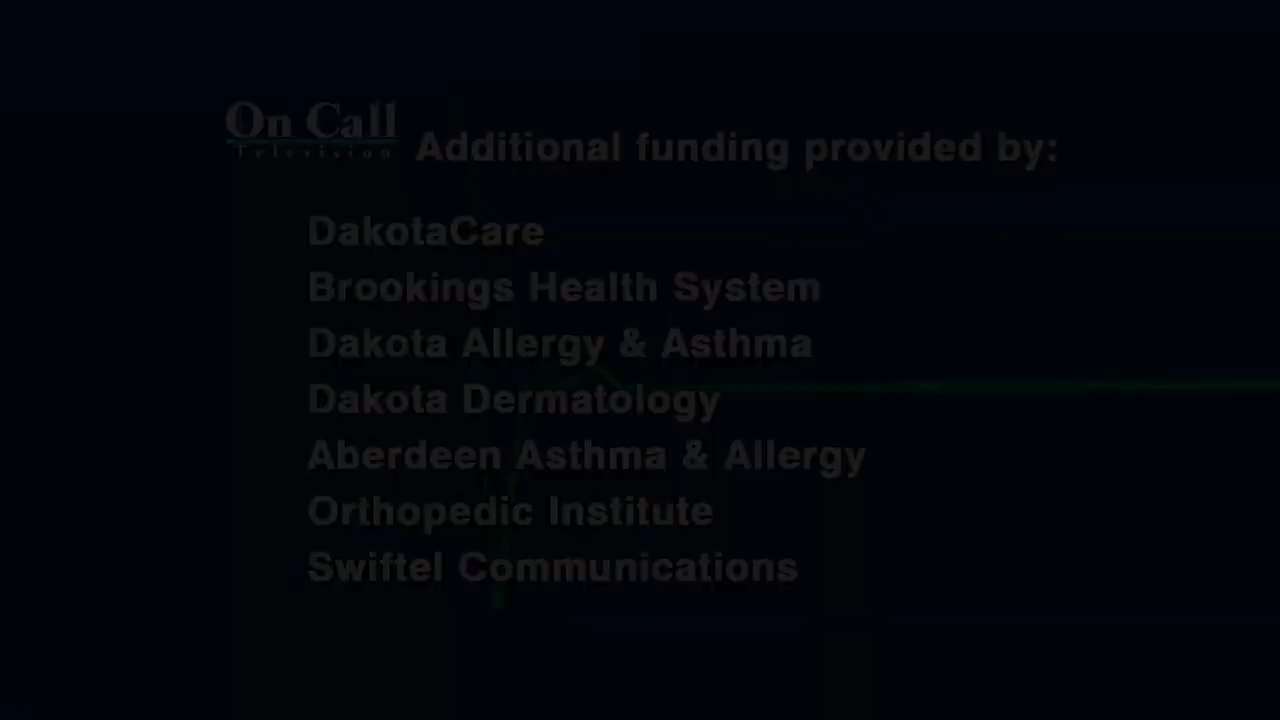 On Call
Television
Additional funding provided by:
DakotaCare
Brookings Health System
Dakota Allergy & Asthma
Dakota Dermatology
Aberdeen Asthma & Allergy
Orthopedic Institute
Swiftel Communications